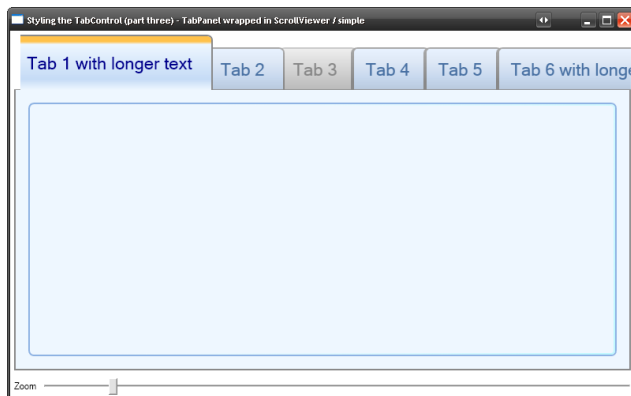 Styling the TabControl (part three) - TabPanel wrapped in ScrollViewer / simple
Tab 1 with longer text Tab 2 Tab 3 Tab 4 Tab 5 Tab 6 with longe
Zoom